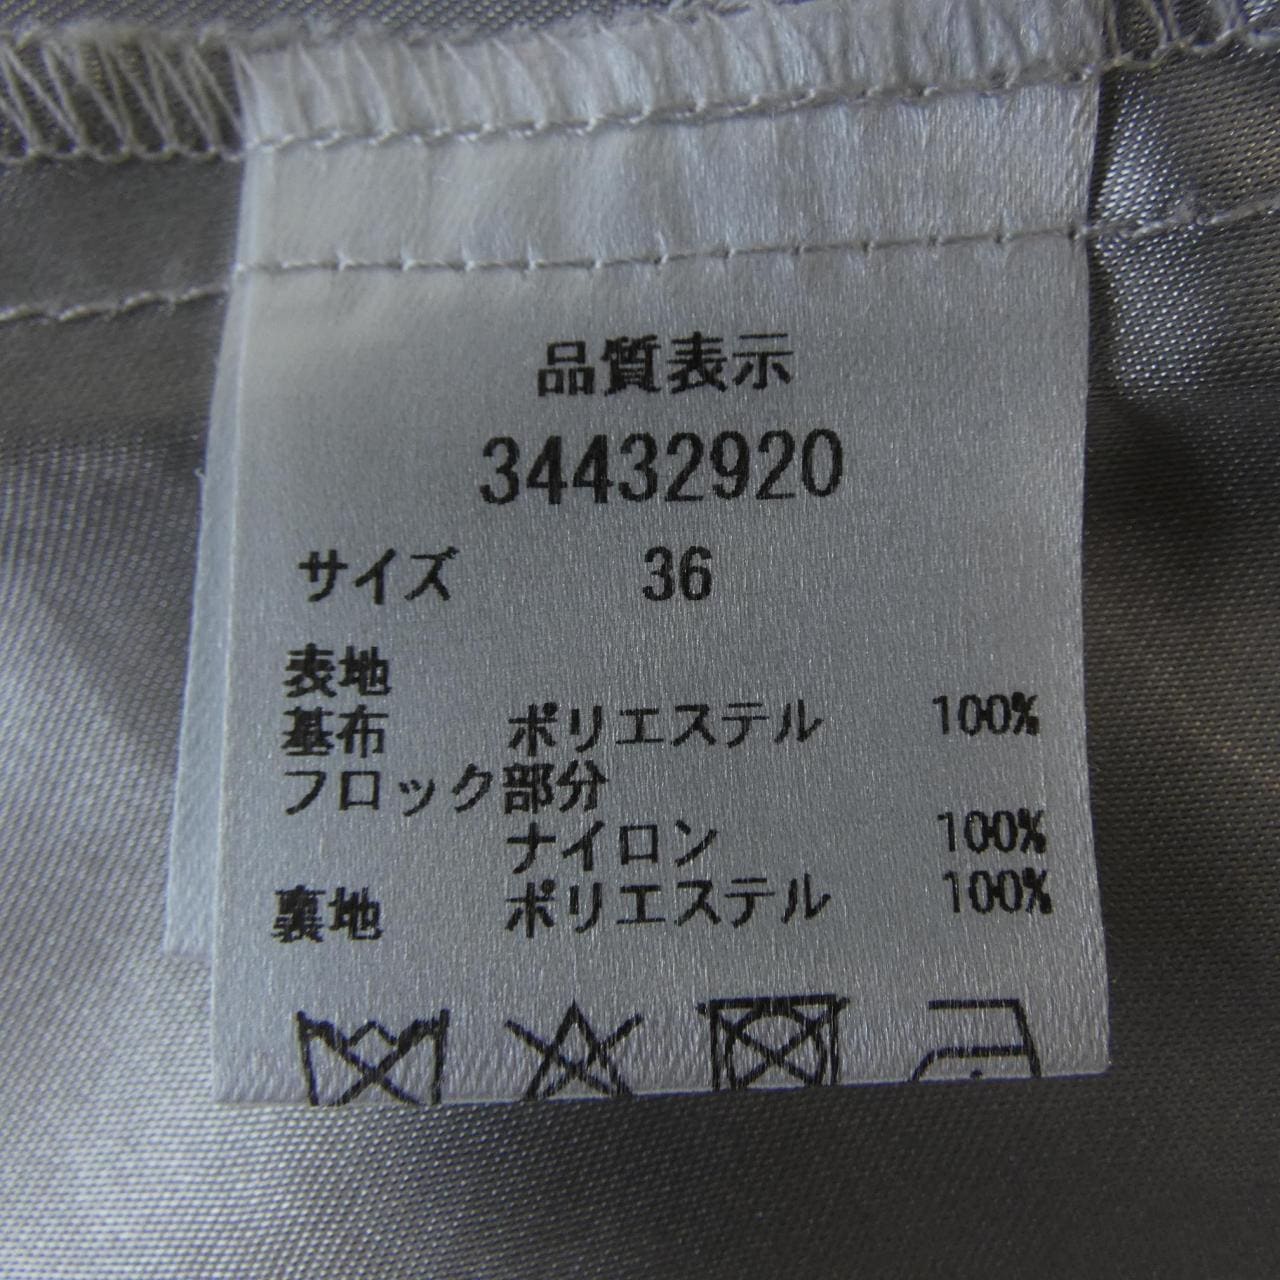 品質表示
34432920
サイズ 36
表地
基布 ポリエステル 100%
フロック部分
ナイロン 100%
裏地 ポリエステル 100%